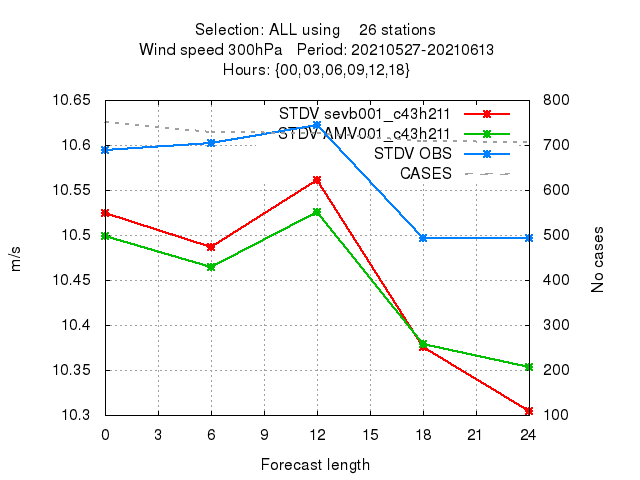 Selection: ALL using 26 stations
Wind speed 300hPa Period: 20210527-20210613
Hours: {00,03,06,09,12,18}
STDV sevb001_c43h211
STDV AMV001_c43h211
STDV OBS
CASES
10.65
10.6
10.55
10.5
10.45
10.4
10.35
10.3
m/s
800
700
600
500
400
300
200
100
No cases
0 3 6 9 12 15 18 21 24
Forecast length